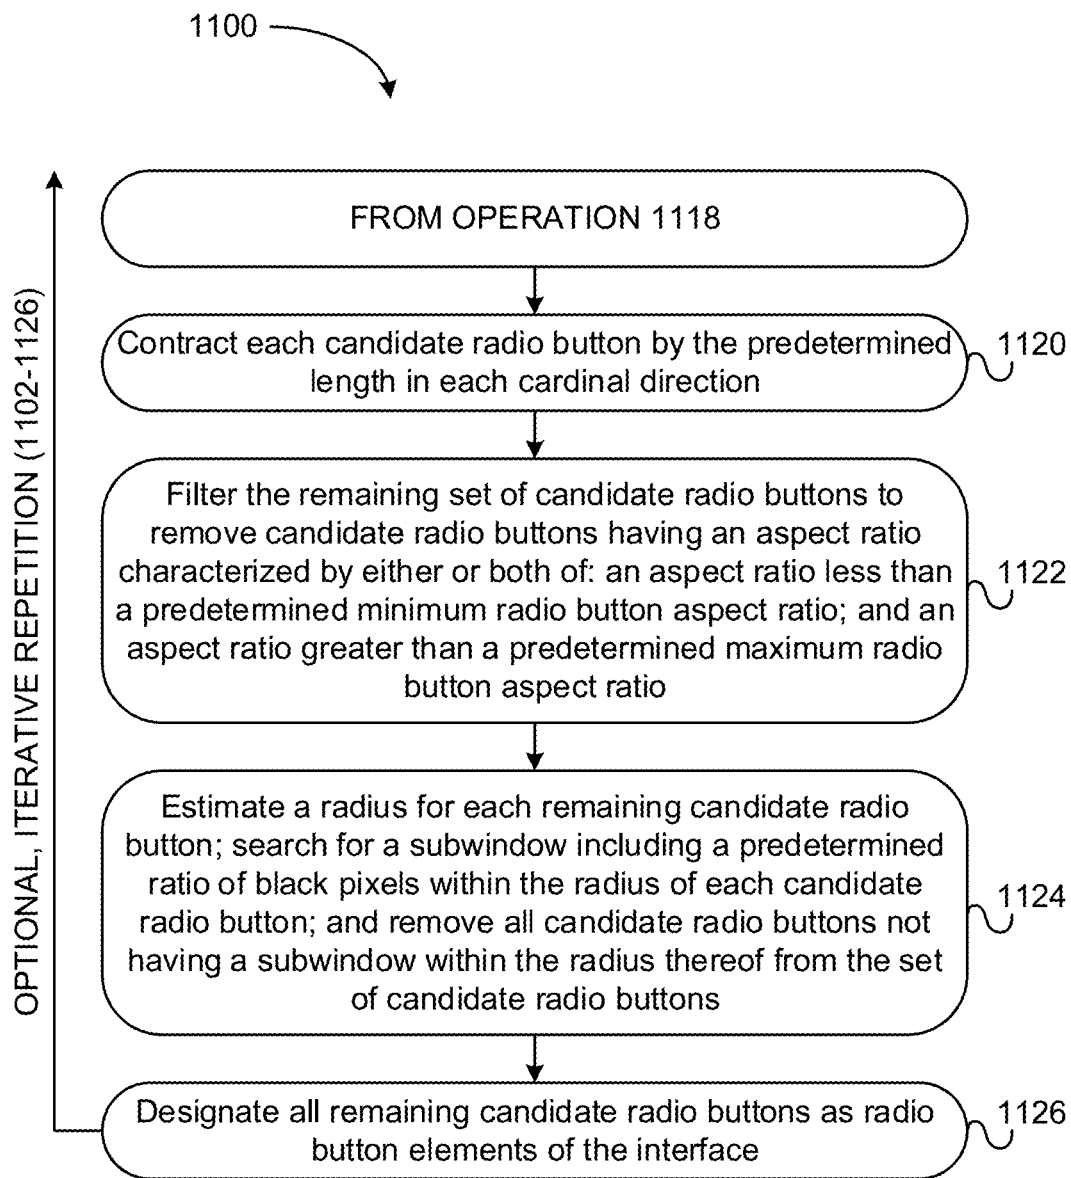 1100
FROM OPERATION 1118
Contract each candidate radio button by the predetermined
length in each cardinal direction
1120
Filter the remaining set of candidate radio buttons to
remove candidate radio buttons having an aspect ratio
characterized by either or both of: an aspect ratio less than
a predetermined minimum radio button aspect ratio; and an
aspect ratio greater than a predetermined maximum radio
button aspect ratio
1122
Estimate a radius for each remaining candidate radio
button; search for a subwindow including a predetermined
ratio of black pixels within the radius of each candidate
radio button; and remove all candidate radio buttons not
having a subwindow within the radius thereof from the set
of candidate radio buttons
1124
Designate all remaining candidate radio buttons as radio
button elements of the interface
1126
OPTIONAL, ITERATIVE REPETITION (1102-1126)